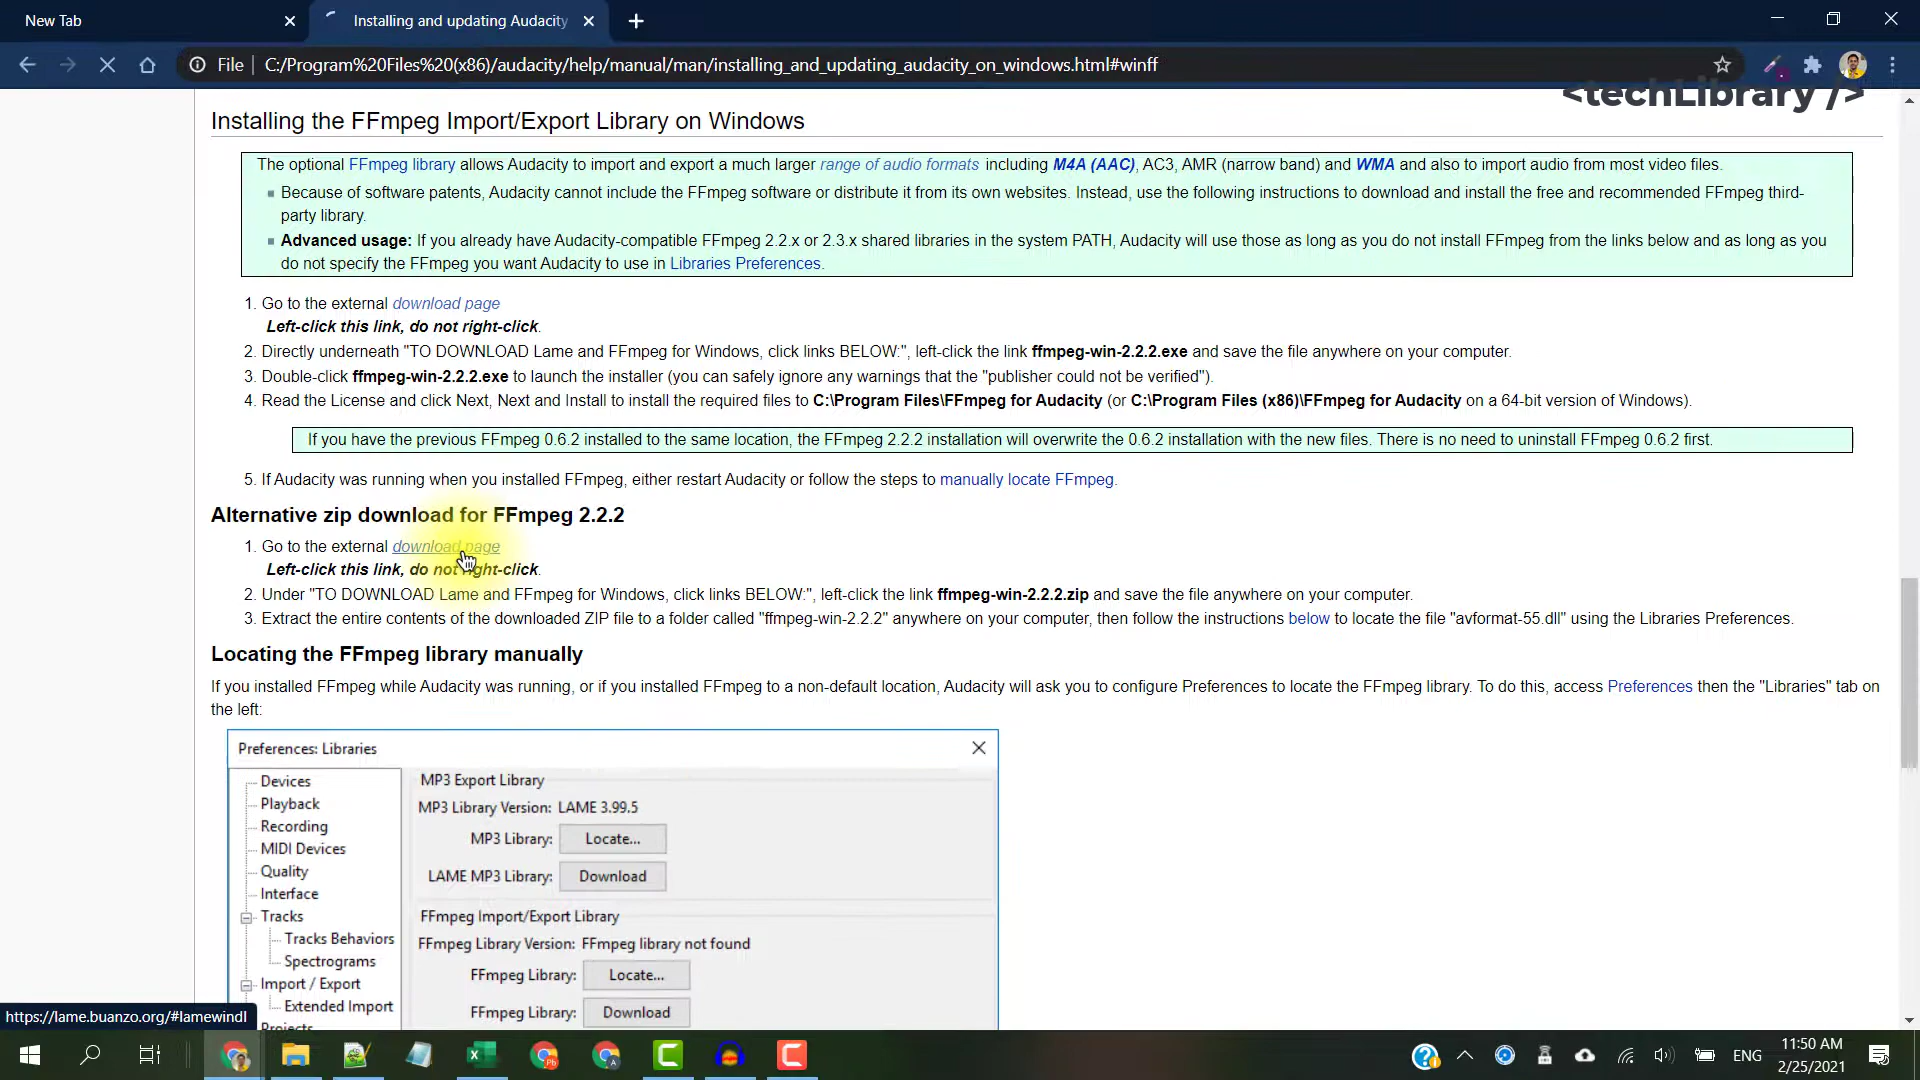 New Tab
Installing and updating Audacity
File C:/Program%20Files%20(x86)/audacity/help/manual/man/installing_and_updating_audacity_on_windows.html#winff
<techLibrary />
Installing the FFmpeg Import/Export Library on Windows
The optional FFmpeg library allows Audacity to import and export a much larger range of audio formats including M4A (AAC), AC3, AMR (narrow band) and WMA and also to import audio from most video files.
Because of software patents, Audacity cannot include the FFmpeg software or distribute it from its own websites. Instead, use the following instructions to download and install the free and recommended FFmpeg third-
party library.
Advanced usage: If you already have Audacity-compatible FFmpeg 2.2.x or 2.3.x shared libraries in the system PATH, Audacity will use those as long as you do not install FFmpeg from the links below and as long as you
do not specify the FFmpeg you want Audacity to use in Libraries Preferences.
1. Go to the external download page
Left-click this link, do not right-click.
2. Directly underneath "TO DOWNLOAD Lame and FFmpeg for Windows, click links BELOW:", left-click the link ffmpeg-win-2.2.2.exe and save the file anywhere on your computer.
3. Double-click ffmpeg-win-2.2.2.exe to launch the installer (you can safely ignore any warnings that the "publisher could not be verified").
4. Read the License and click Next, Next and Install to install the required files to C:\Program Files\FFmpeg for Audacity (or C:\Program Files (x86)\FFmpeg for Audacity on a 64-bit version of Windows).
If you have the previous FFmpeg 0.6.2 installed to the same location, the FFmpeg 2.2.2 installation will overwrite the 0.6.2 installation with the new files. There is no need to uninstall FFmpeg 0.6.2 first.
5. If Audacity was running when you installed FFmpeg, either restart Audacity or follow the steps to manually locate FFmpeg.
Alternative zip download for FFmpeg 2.2.2
1. Go to the external download page
Left-click this link, do not right-click.
2. Under "TO DOWNLOAD Lame and FFmpeg for Windows, click links BELOW:", left-click the link ffmpeg-win-2.2.2.zip and save the file anywhere on your computer.
3. Extract the entire contents of the downloaded ZIP file to a folder called "ffmpeg-win-2.2.2" anywhere on your computer, then follow the instructions below to locate the file "avformat-55.dll" using the Libraries Preferences.
Locating the FFmpeg library manually
If you installed FFmpeg while Audacity was running, or if you installed FFmpeg to a non-default location, Audacity will ask you to configure Preferences to locate the FFmpeg library. To do this, access Preferences then the "Libraries" tab on
the left:
Preferences: Libraries
Devices
Playback
Recording
MIDI Devices
Quality
Interface
Tracks
Tracks Behaviors
Spectrograms
Import / Export
Extended Import
Projects
MP3 Export Library
MP3 Library Version: LAME 3.99.5
MP3 Library: Locate...
LAME MP3 Library: Download
FFmpeg Import/Export Library
FFmpeg Library Version: FFmpeg library not found
FFmpeg Library: Locate...
FFmpeg Library: Download
https://lame.buanzo.org/#lamewindl
ENG
11:50 AM
2/25/2021